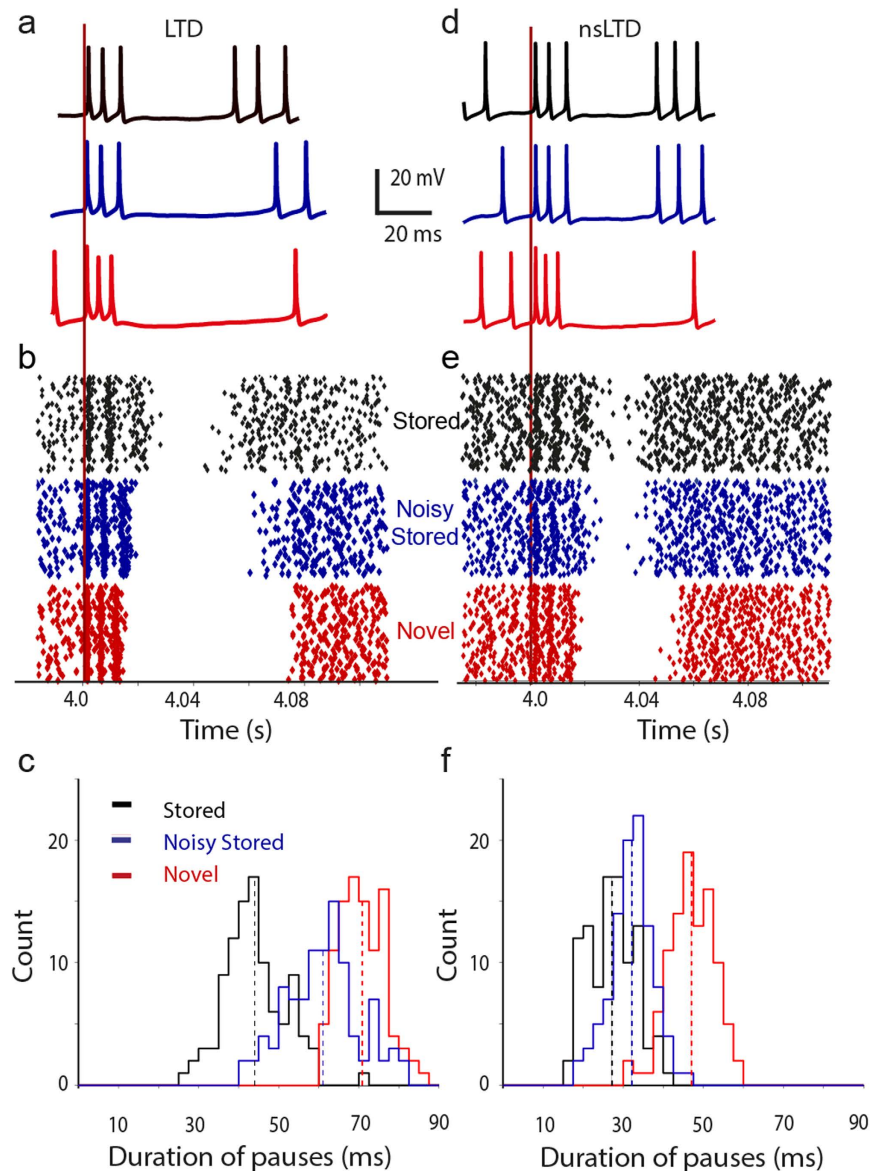 a
LTD
d
nsLTD
20 mV
20 ms
b
e
Stored
Noisy
Stored
Novel
4.0
4.04
4.08
Time (s)
4.0
4.04
4.08
Time (s)
c
f
Stored
Noisy Stored
Novel
Count
20
10
0
10
30
50
70
90
Duration of pauses (ms)
Count
20
10
0
10
30
50
70
90
Duration of pauses (ms)